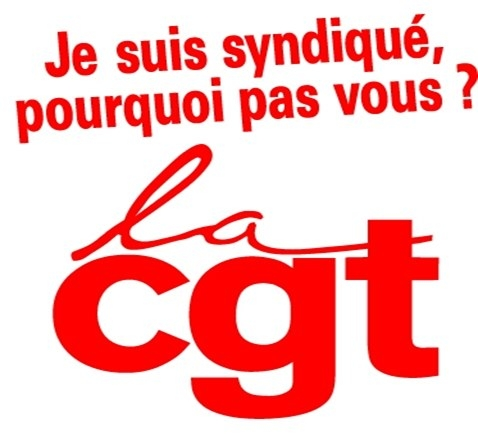 Je suis syndiqué,
pourquoi pas vous ?
la
cgt